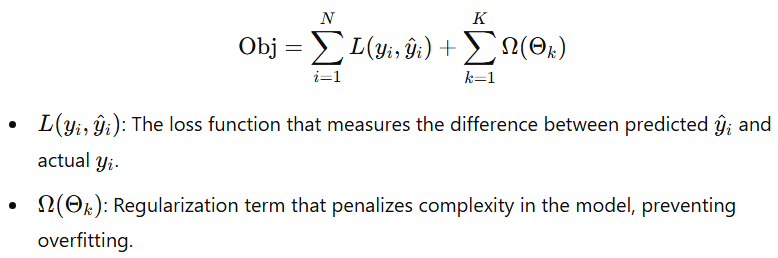 Obj = \sum_{i=1}^{N} L(y_i, \hat{y}_i) + \sum_{k=1}^{K} \Omega(\Theta_k)
• L(y_i, \hat{y}_i): The loss function that measures the difference between predicted \hat{y}_i and
actual y_i.
• \Omega(\Theta_k): Regularization term that penalizes complexity in the model, preventing
overfitting.